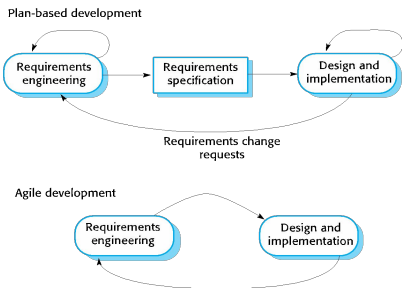 Plan-based development
Requirements
engineering
Requirements
specification
Design and
implementation
Requirements change
requests
Agile development
Requirements
engineering
Design and
implementation